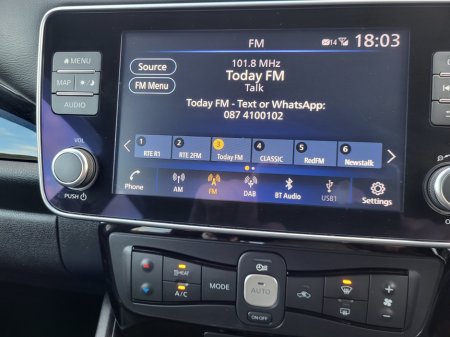 FM
14
18:03
MENU
MAP
AUDIO
VOL
PUSH
Source
FM Menu
101.8 MHz
Today FM
Talk
Today FM - Text or WhatsApp:
087 4100102
1 2 3 4 5 6
RTE R1 RTE 2FM Today FM CLASSIC RedFM Newstalk
Phone AM FM DAB BT Audio USB1 Settings
HEAT
A/C
MODE
AUTO
ON·OFF